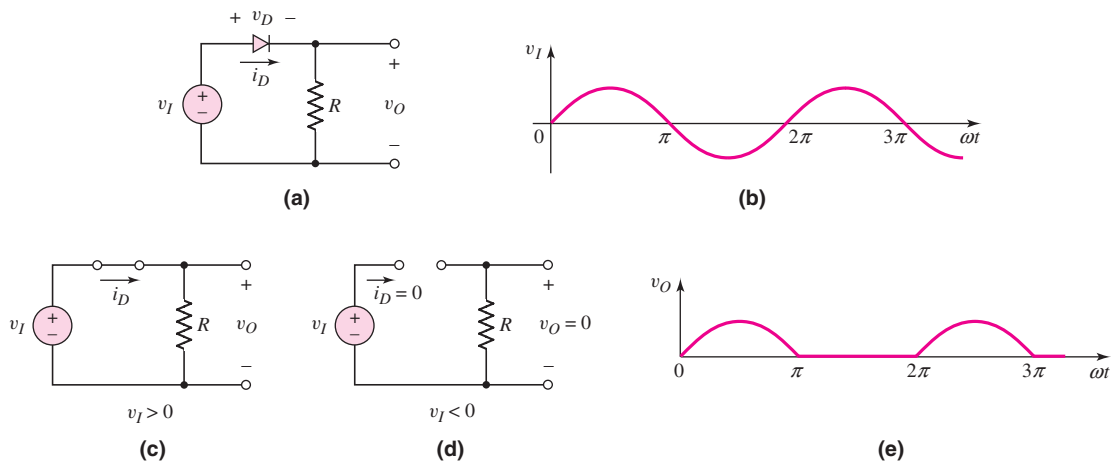 + v_D −
i_D
v_I
+
−
R
+
v_O
−
(a)
v_I
0
π
2π
3π
ωt
(b)
i_D
v_I
+
−
R
+
v_O
−
v_I > 0
(c)
i_D = 0
v_I
+
−
R
+
v_O = 0
−
v_I < 0
(d)
v_O
0
π
2π
3π
ωt
(e)